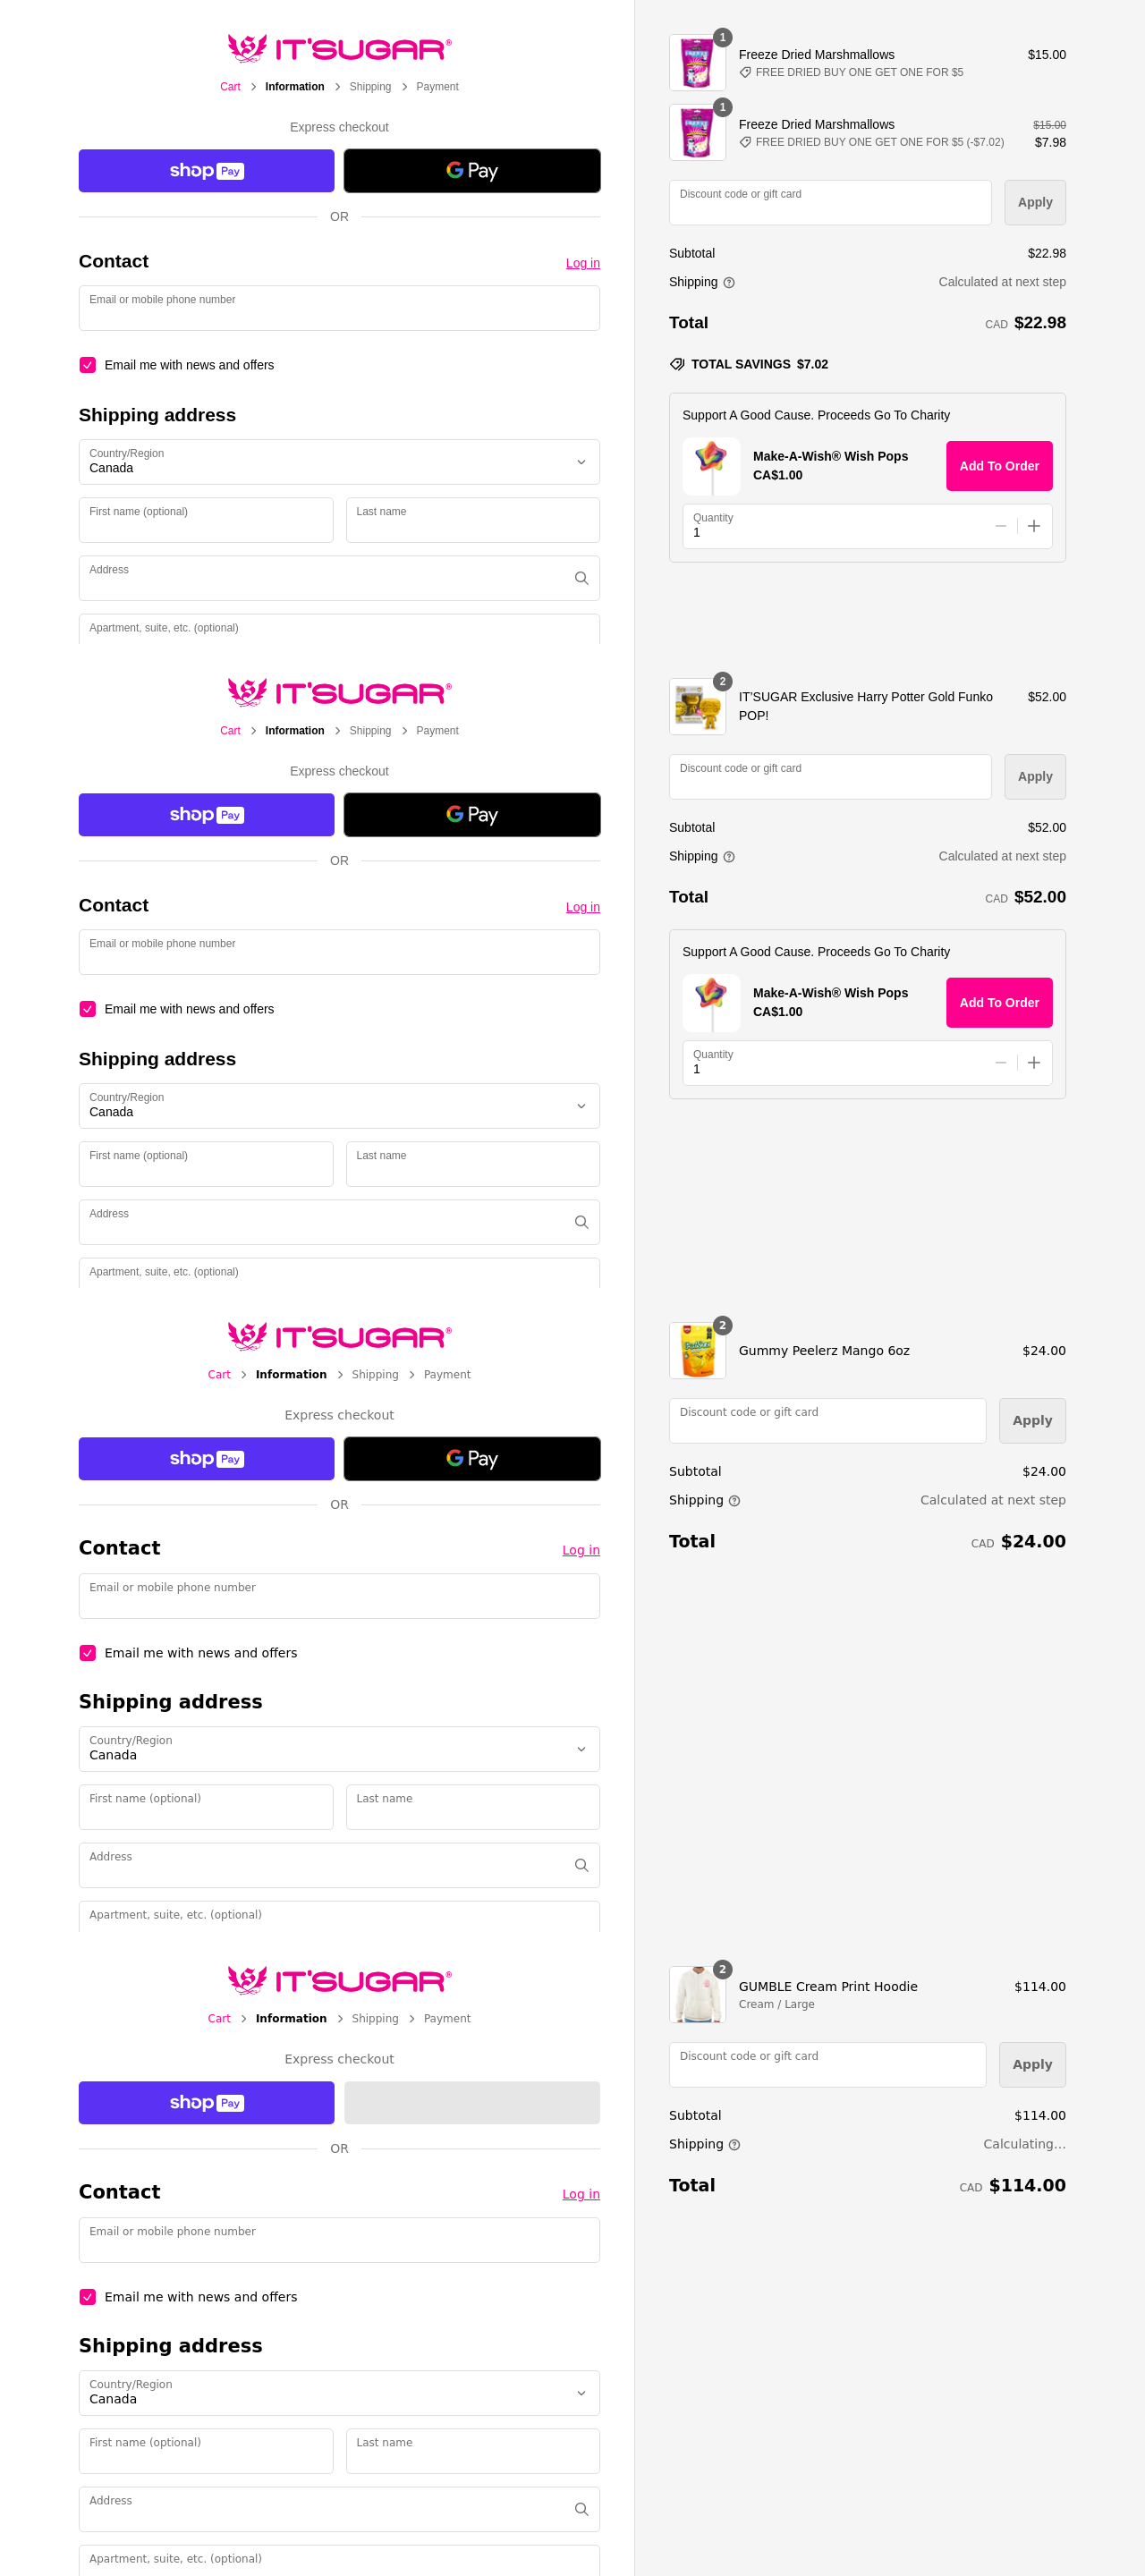 IT'SUGAR®
Cart > Information > Shipping > Payment
Express checkout
shop Pay
G Pay
OR
Contact
Log in
Email or mobile phone number
Email me with news and offers
Shipping address
Country/Region
Canada
First name (optional)
Last name
Address
Apartment, suite, etc. (optional)
1
Freeze Dried Marshmallows
$15.00
FREE DRIED BUY ONE GET ONE FOR $5
1
Freeze Dried Marshmallows
$15.00
FREE DRIED BUY ONE GET ONE FOR $5 (-$7.02)
$7.98
Discount code or gift card
Apply
Subtotal
$22.98
Shipping
Calculated at next step
Total
CAD $22.98
TOTAL SAVINGS $7.02
Support A Good Cause. Proceeds Go To Charity
Make-A-Wish® Wish Pops
CA$1.00
Add To Order
Quantity
1
IT'SUGAR®
Cart > Information > Shipping > Payment
Express checkout
shop Pay
G Pay
OR
Contact
Log in
Email or mobile phone number
Email me with news and offers
Shipping address
Country/Region
Canada
First name (optional)
Last name
Address
Apartment, suite, etc. (optional)
2
IT'SUGAR Exclusive Harry Potter Gold Funko
POP!
$52.00
Discount code or gift card
Apply
Subtotal
$52.00
Shipping
Calculated at next step
Total
CAD $52.00
Support A Good Cause. Proceeds Go To Charity
Make-A-Wish® Wish Pops
CA$1.00
Add To Order
Quantity
1
IT'SUGAR®
Cart > Information > Shipping > Payment
Express checkout
shop Pay
G Pay
OR
Contact
Log in
Email or mobile phone number
Email me with news and offers
Shipping address
Country/Region
Canada
First name (optional)
Last name
Address
Apartment, suite, etc. (optional)
2
Gummy Peelerz Mango 6oz
$24.00
Discount code or gift card
Apply
Subtotal
$24.00
Shipping
Calculated at next step
Total
CAD $24.00
IT'SUGAR®
Cart > Information > Shipping > Payment
Express checkout
shop Pay
OR
Contact
Log in
Email or mobile phone number
Email me with news and offers
Shipping address
Country/Region
Canada
First name (optional)
Last name
Address
Apartment, suite, etc. (optional)
2
GUMBLE Cream Print Hoodie
$114.00
Cream / Large
Discount code or gift card
Apply
Subtotal
$114.00
Shipping
Calculating...
Total
CAD $114.00